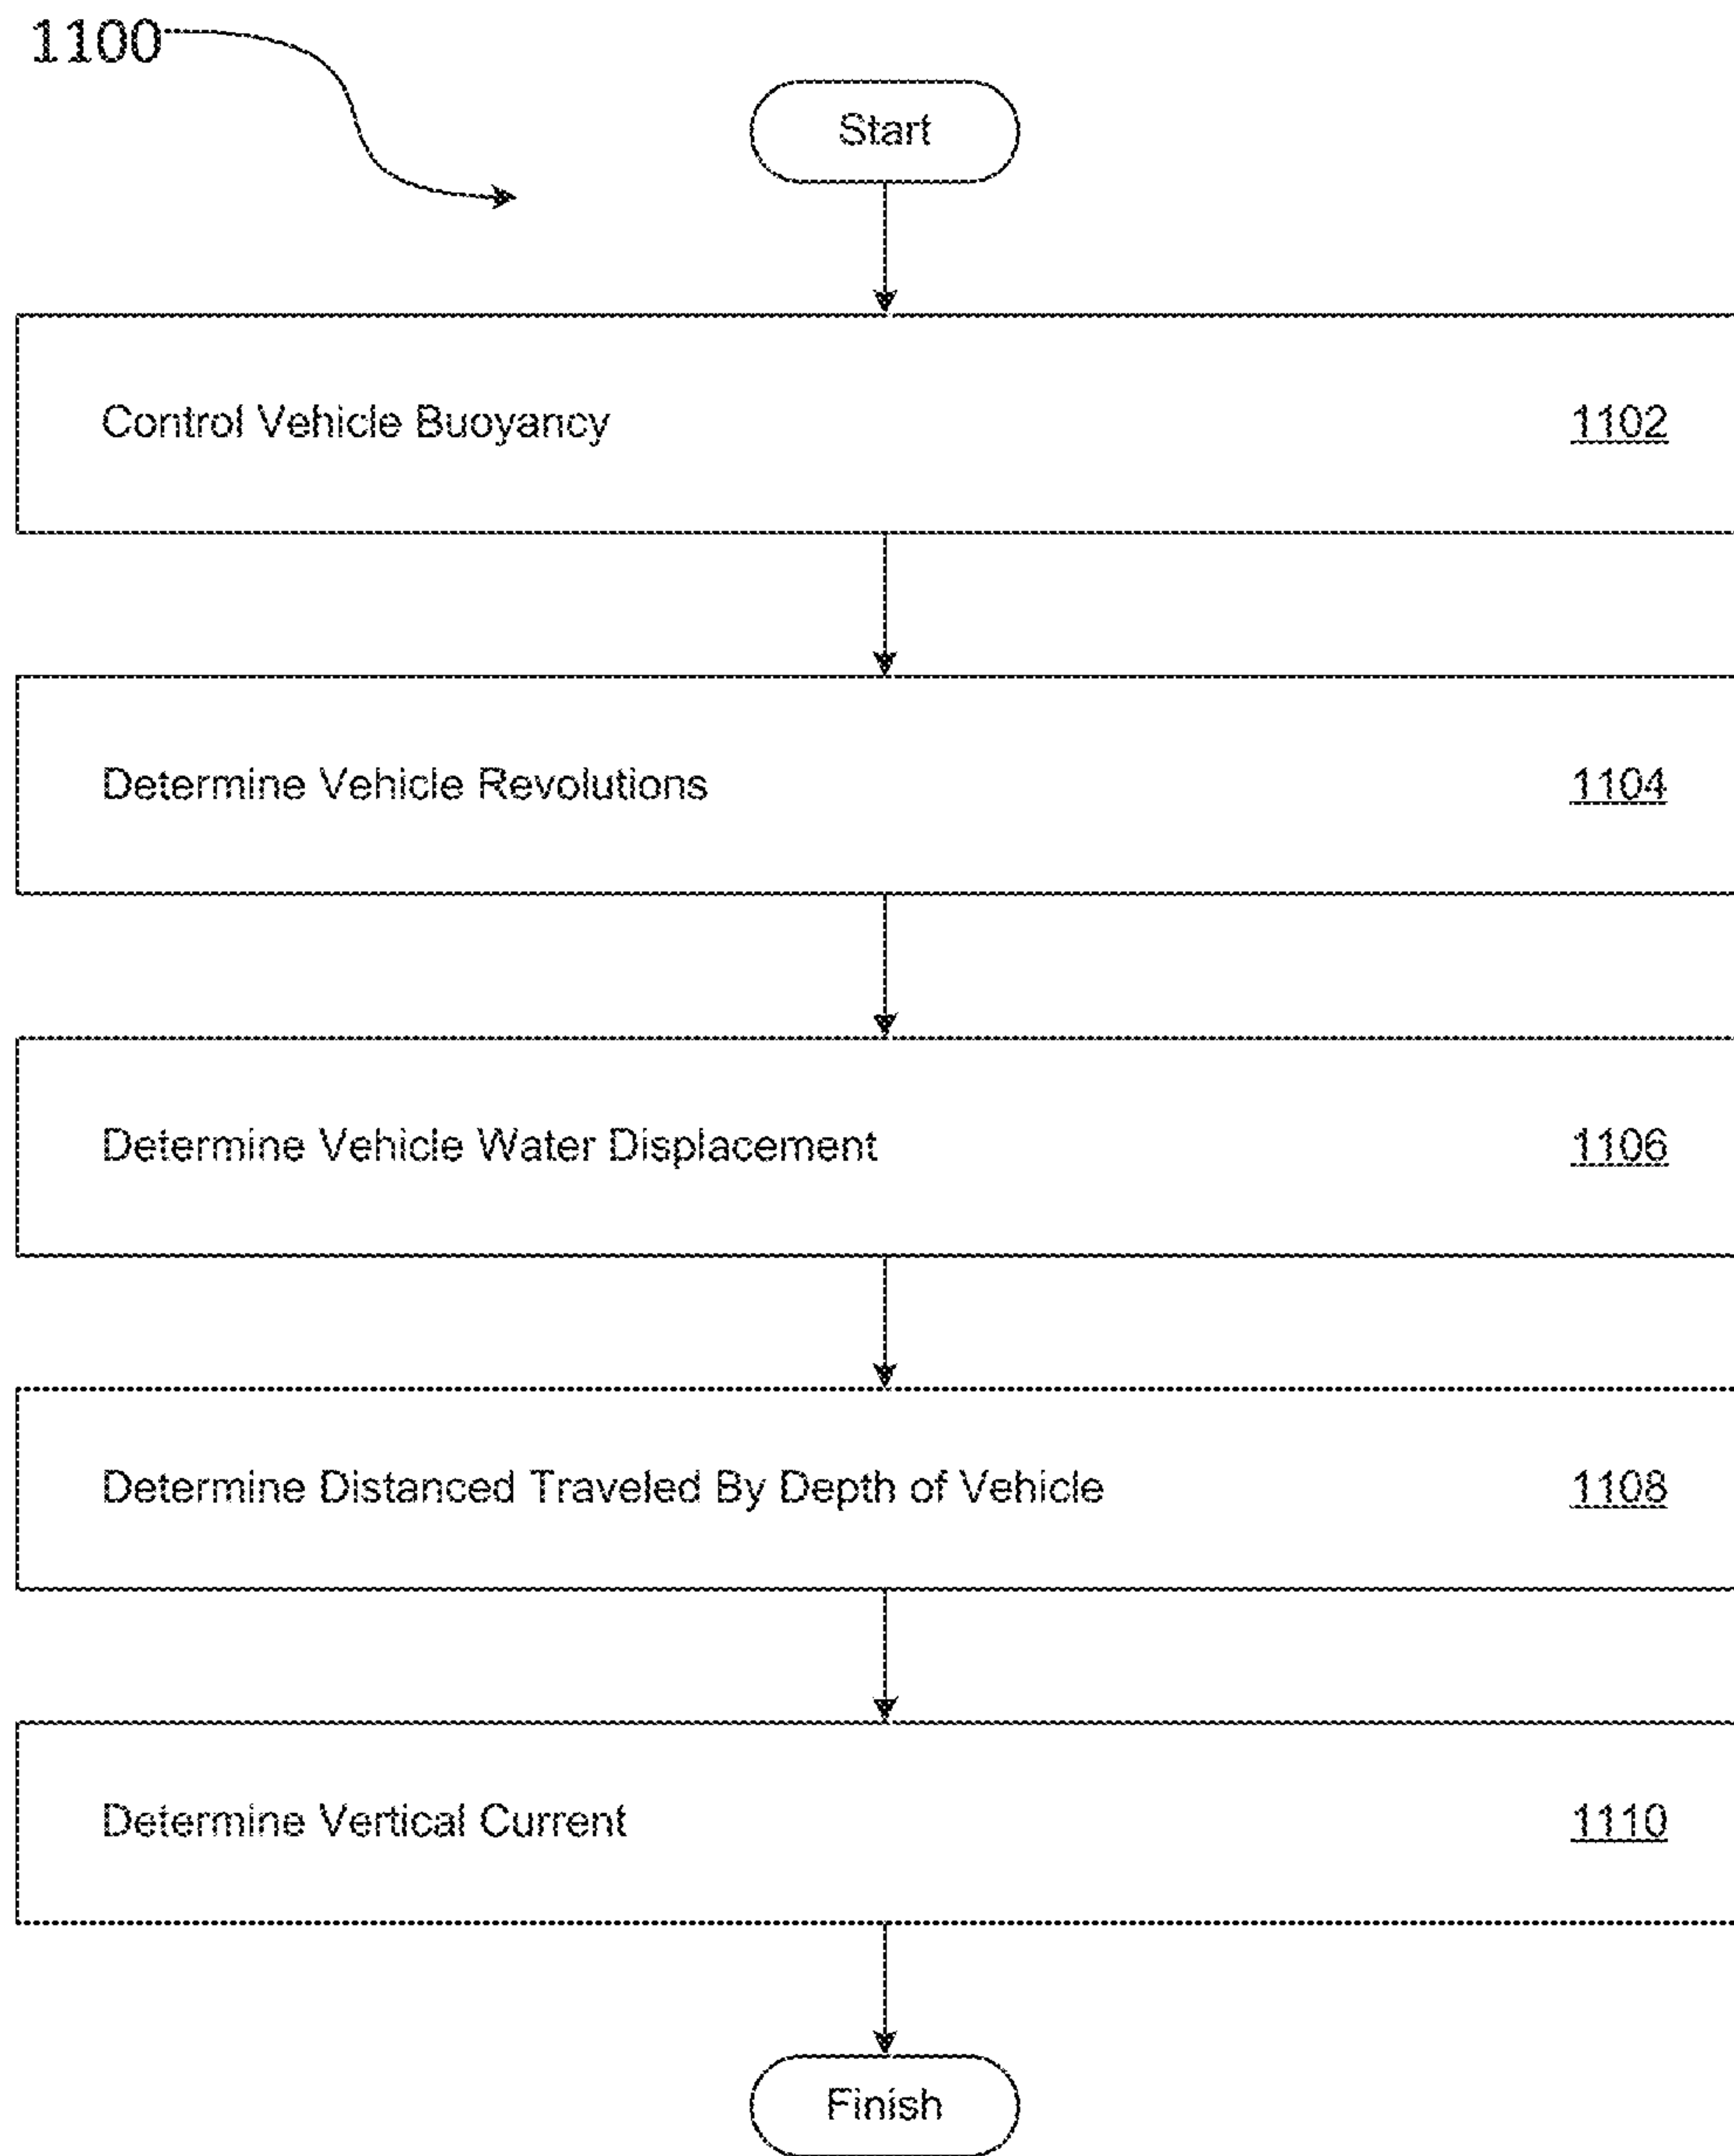 1100
Start
Control Vehicle Buoyancy 1102
Determine Vehicle Revolutions 1104
Determine Vehicle Water Displacement 1106
Determine Distanced Traveled By Depth of Vehicle 1108
Determine Vertical Current 1110
Finish